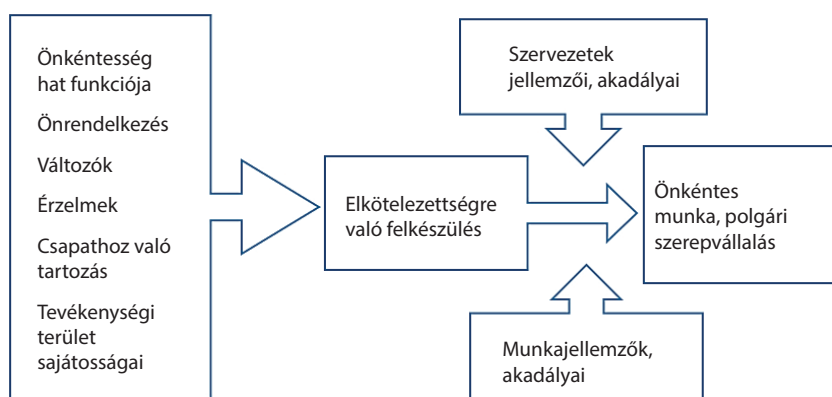 Önkéntesség
hat funkciója
Önrendelkezés
Változók
Érzelmek
Csapathoz való
tartozás
Tevékenységi
terület
sajátosságai
Elkötelezettségre
való felkészülés
Szervezetek
jellemzői, akadályai
Önkéntes
munka, polgári
szerepvállalás
Munkajellemzők,
akadályai